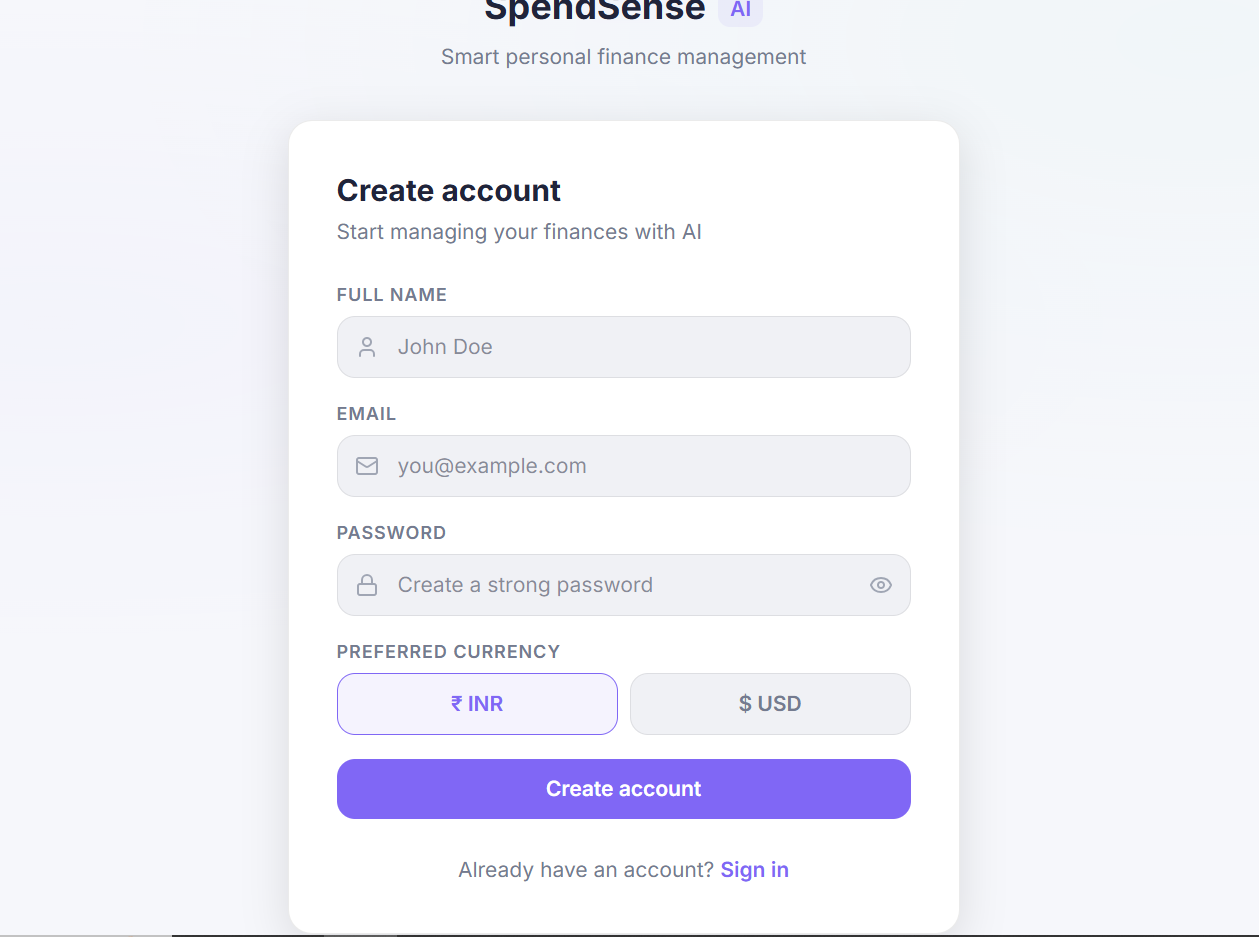 SpendSense AI
Smart personal finance management
Create account
Start managing your finances with AI
FULL NAME
John Doe
EMAIL
you@example.com
PASSWORD
Create a strong password
PREFERRED CURRENCY
₹ INR
$ USD
Create account
Already have an account? Sign in